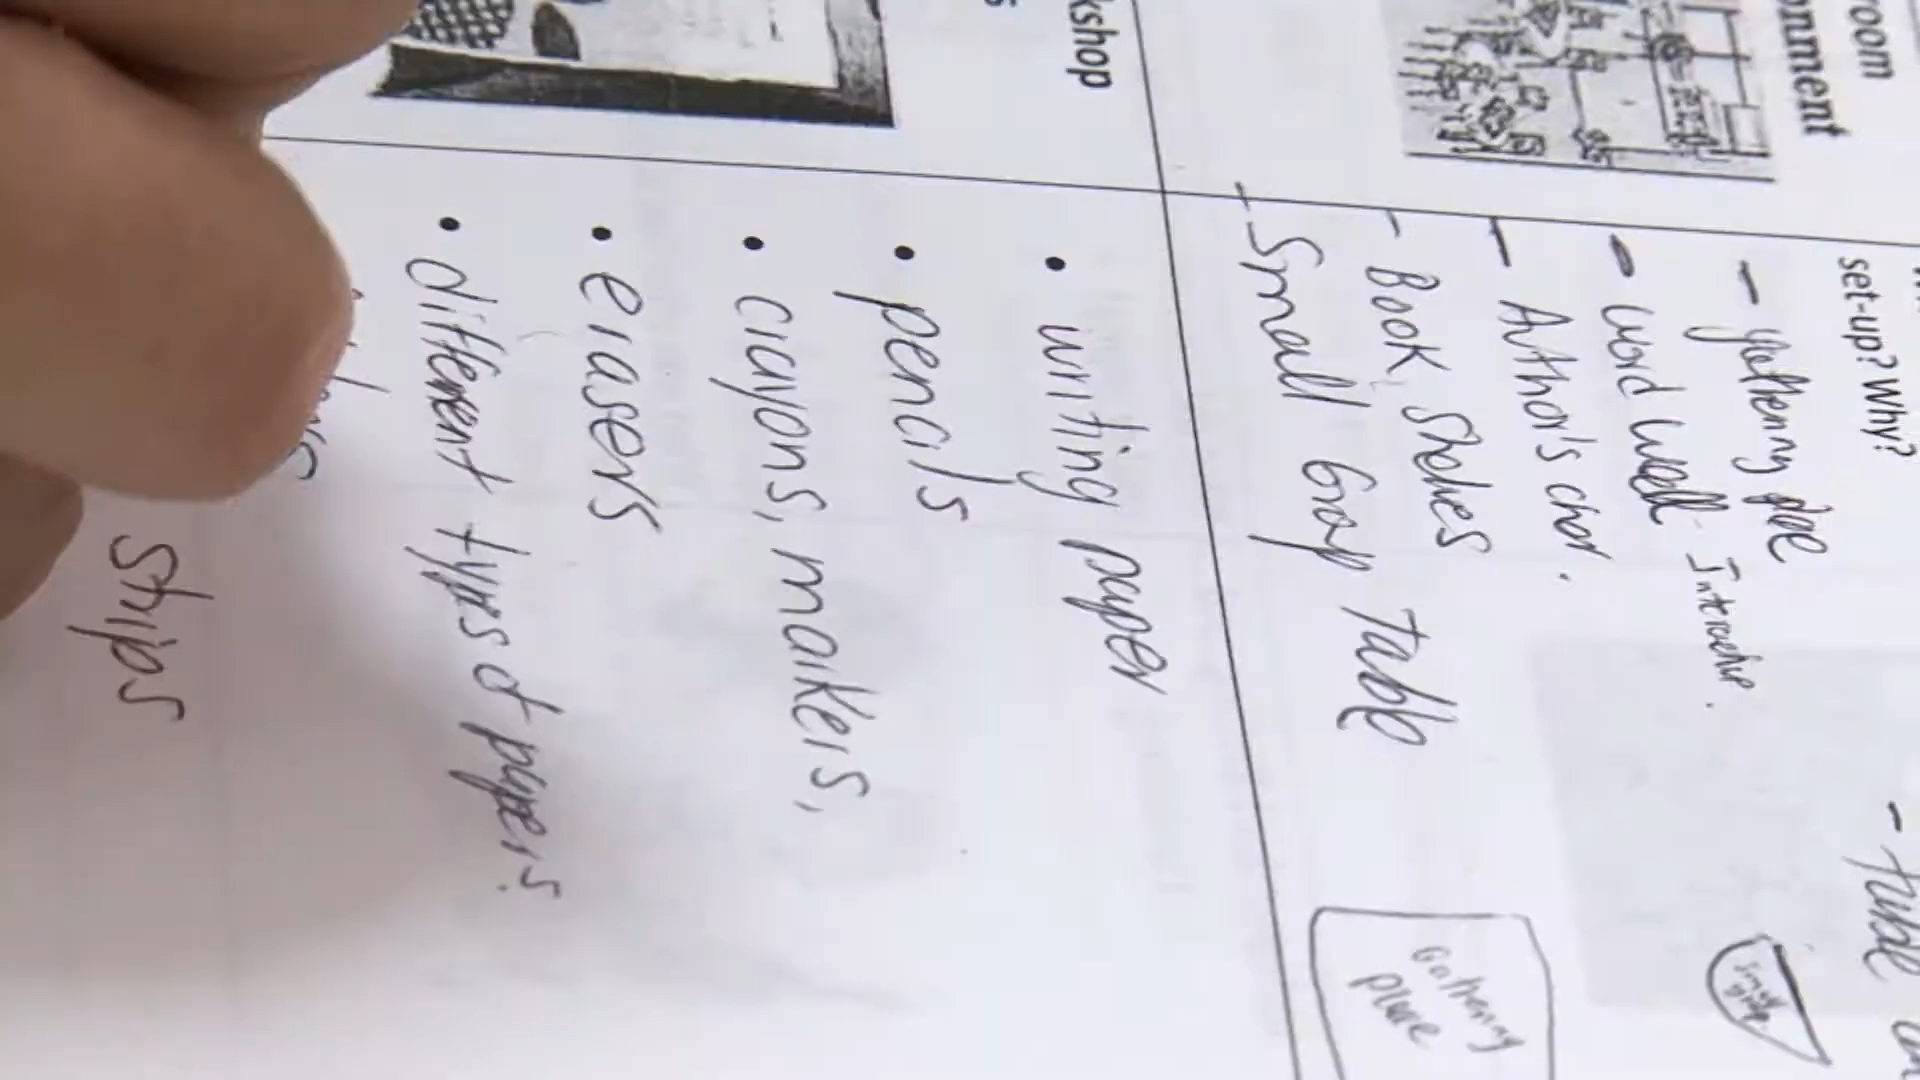 room
onment
set-up? Why?
- gathering place
- word wall - Interactive.
- Author's chair.
- Book Shelves
- Small Group Table
Gathering
place
kshop
• writing paper
• pencils
• crayons, markers,
• erasers
• different types of papers.
strips